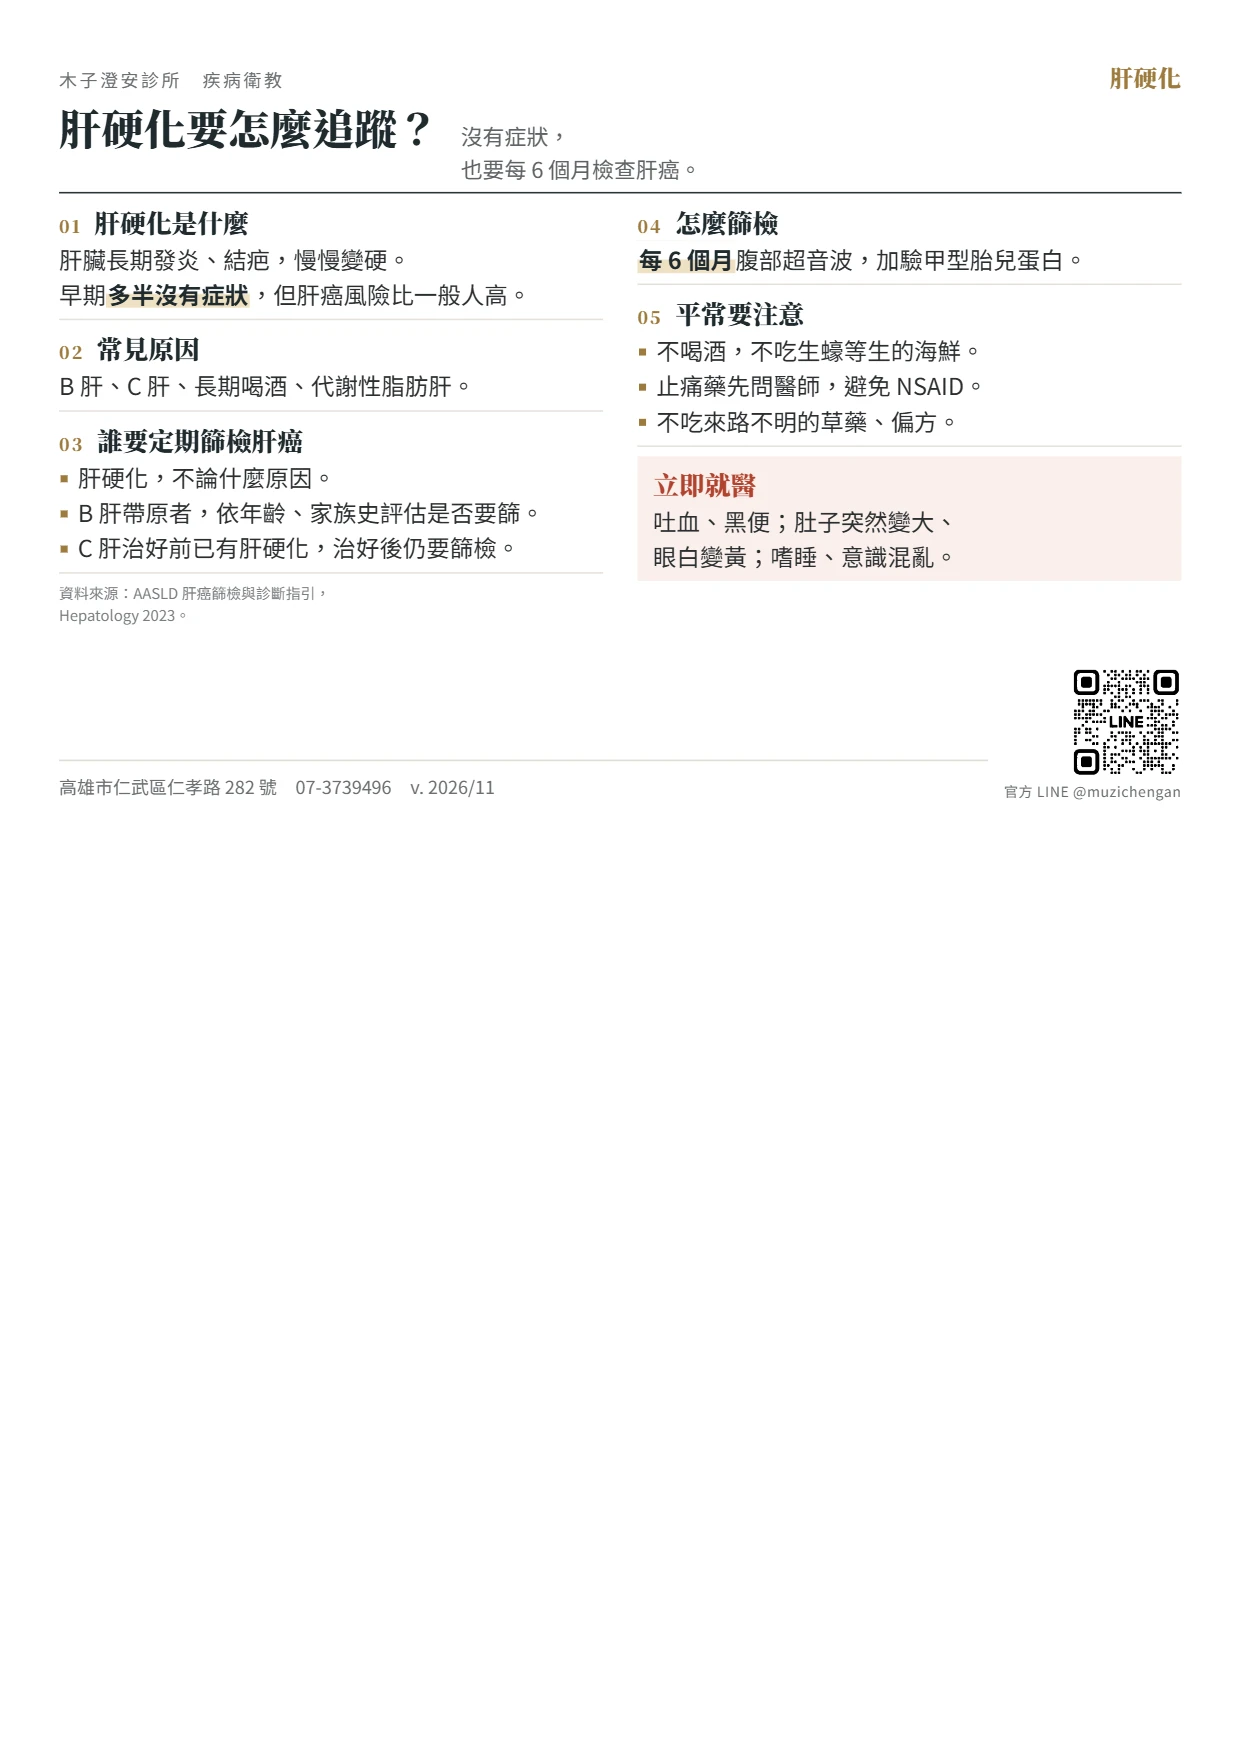 木子澄安診所　疾病衛教
肝硬化
肝硬化要怎麼追蹤？
沒有症狀，
也要每 6 個月檢查肝癌。
01 肝硬化是什麼
肝臟長期發炎、結疤，慢慢變硬。
早期多半沒有症狀，但肝癌風險比一般人高。
02 常見原因
B 肝、C 肝、長期喝酒、代謝性脂肪肝。
03 誰要定期篩檢肝癌
▪ 肝硬化，不論什麼原因。
▪ B 肝帶原者，依年齡、家族史評估是否要篩。
▪ C 肝治好前已有肝硬化，治好後仍要篩檢。
資料來源：AASLD 肝癌篩檢與診斷指引，
Hepatology 2023。
04 怎麼篩檢
每 6 個月腹部超音波，加驗甲型胎兒蛋白。
05 平常要注意
▪ 不喝酒，不吃生蠔等生的海鮮。
▪ 止痛藥先問醫師，避免 NSAID。
▪ 不吃來路不明的草藥、偏方。
立即就醫
吐血、黑便；肚子突然變大、
眼白變黃；嗜睡、意識混亂。
LINE
高雄市仁武區仁孝路 282 號　07-3739496　v. 2026/11
官方 LINE @muzichengan